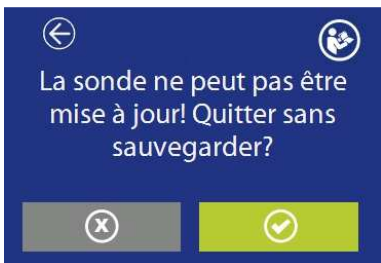 La sonde ne peut pas être
mise à jour! Quitter sans
sauvegarder?